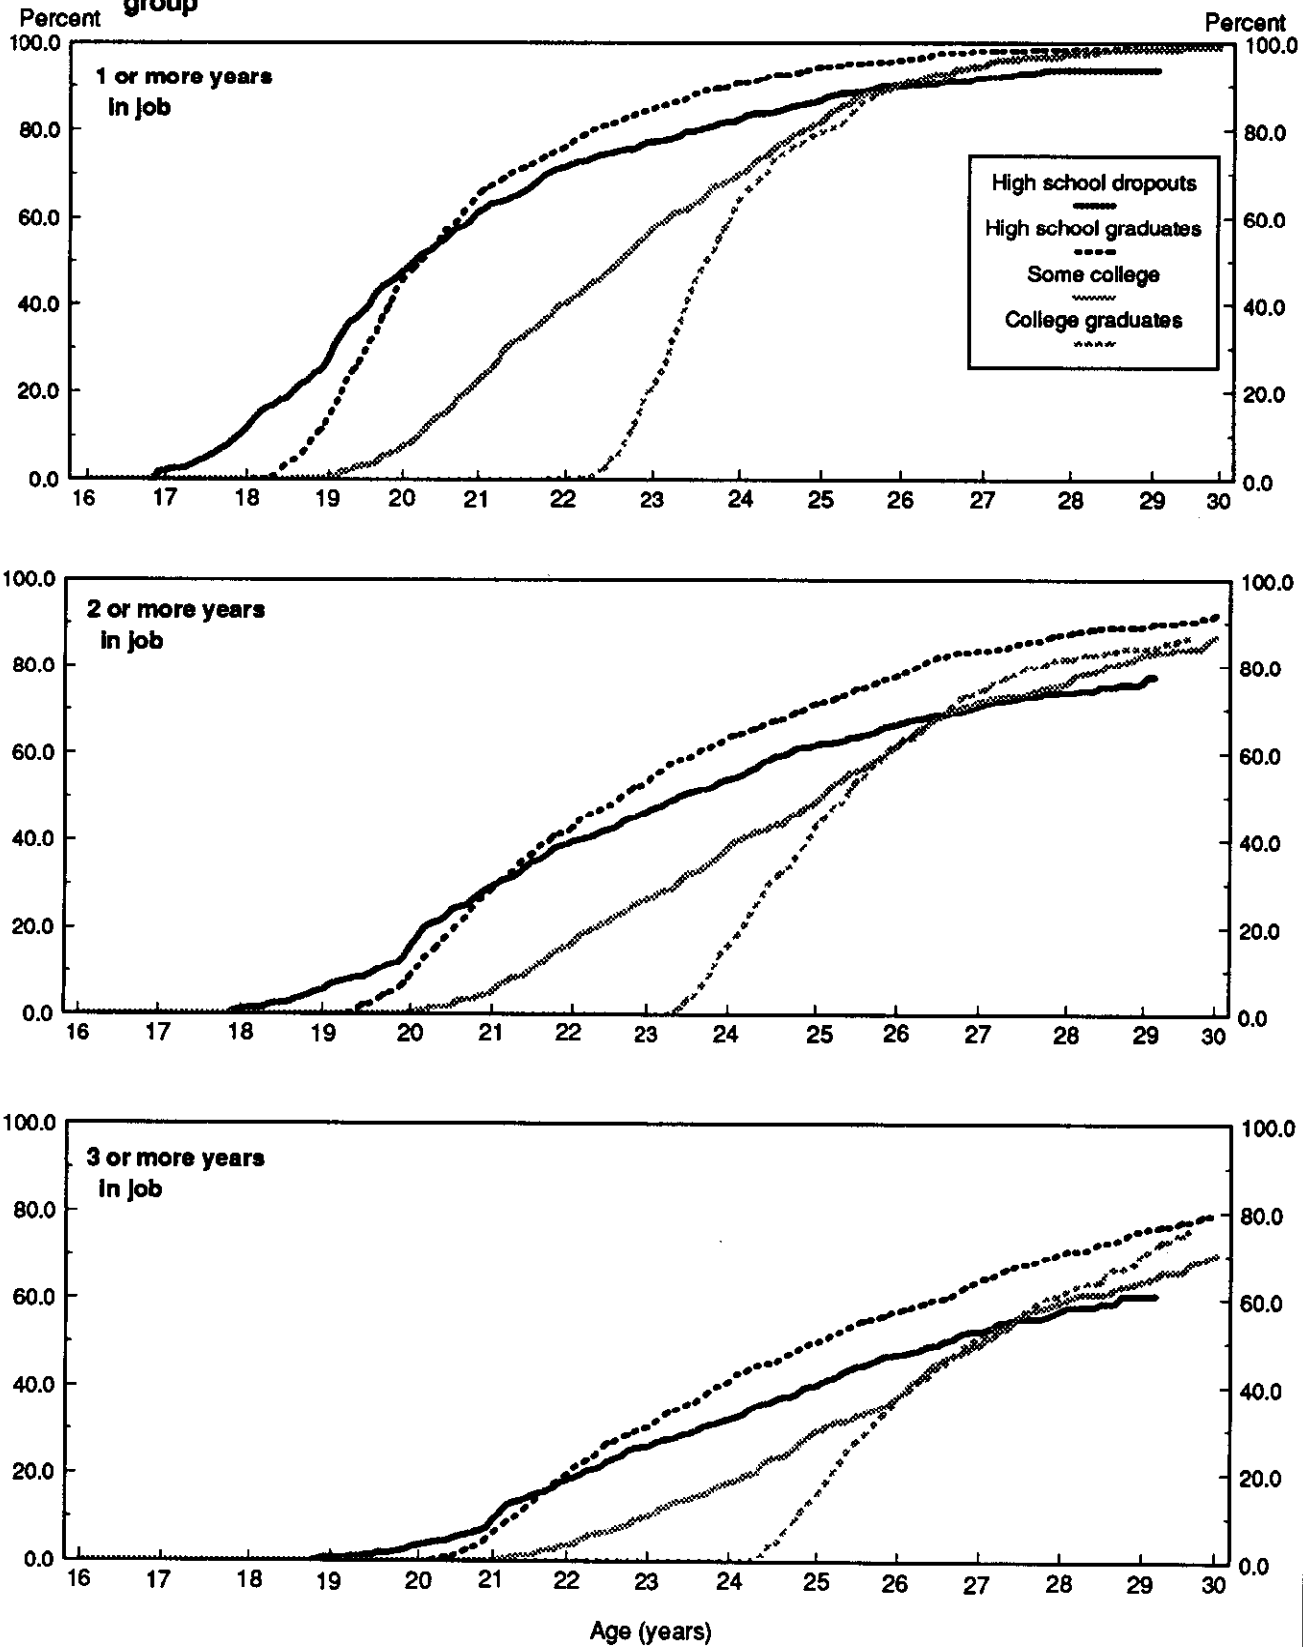 group
Percent
Percent
100.0
100.0
1 or more years
in job
80.0
80.0
High school dropouts
High school graduates
Some college
College graduates
60.0
60.0
40.0
40.0
20.0
20.0
0.0
0.0
16 17 18 19 20 21 22 23 24 25 26 27 28 29 30
100.0
100.0
2 or more years
in job
80.0
80.0
60.0
60.0
40.0
40.0
20.0
20.0
0.0
0.0
16 17 18 19 20 21 22 23 24 25 26 27 28 29 30
100.0
100.0
3 or more years
in job
80.0
80.0
60.0
60.0
40.0
40.0
20.0
20.0
0.0
0.0
16 17 18 19 20 21 22 23 24 25 26 27 28 29 30
Age (years)